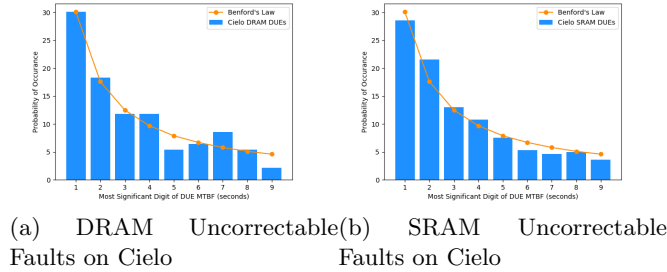 Benford's Law
Cielo DRAM DUEs
Probability of Occurance
30
25
20
15
10
5
0
1 2 3 4 5 6 7 8 9
Most Significant Digit of DUE MTBF (seconds)
(a) DRAM Uncorrectable
Faults on Cielo
Benford's Law
Cielo SRAM DUEs
Probability of Occurance
30
25
20
15
10
5
0
1 2 3 4 5 6 7 8 9
Most Significant Digit of DUE MTBF (seconds)
(b) SRAM Uncorrectable
Faults on Cielo